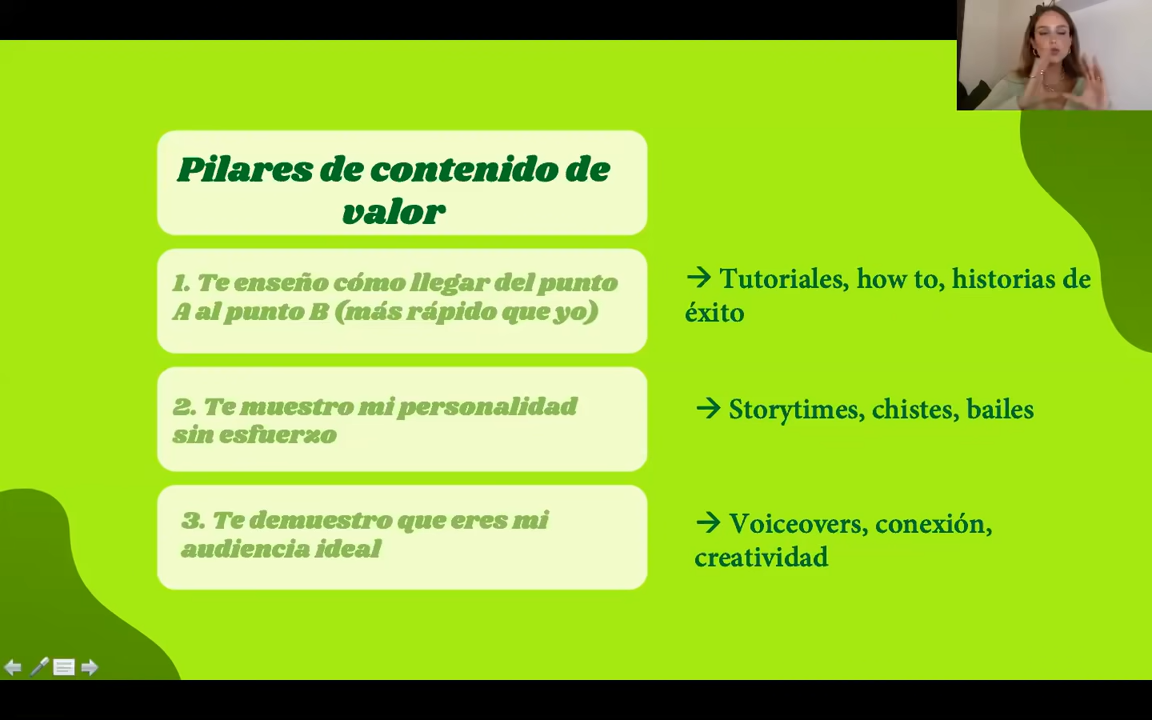 Pilares de contenido de
valor
1. Te enseño cómo llegar del punto
A al punto B (más rápido que yo)
→ Tutoriales, how to, historias de
éxito
2. Te muestro mi personalidad
sin esfuerzo
→ Storytimes, chistes, bailes
3. Te demuestro que eres mi
audiencia ideal
→ Voiceovers, conexión,
creatividad